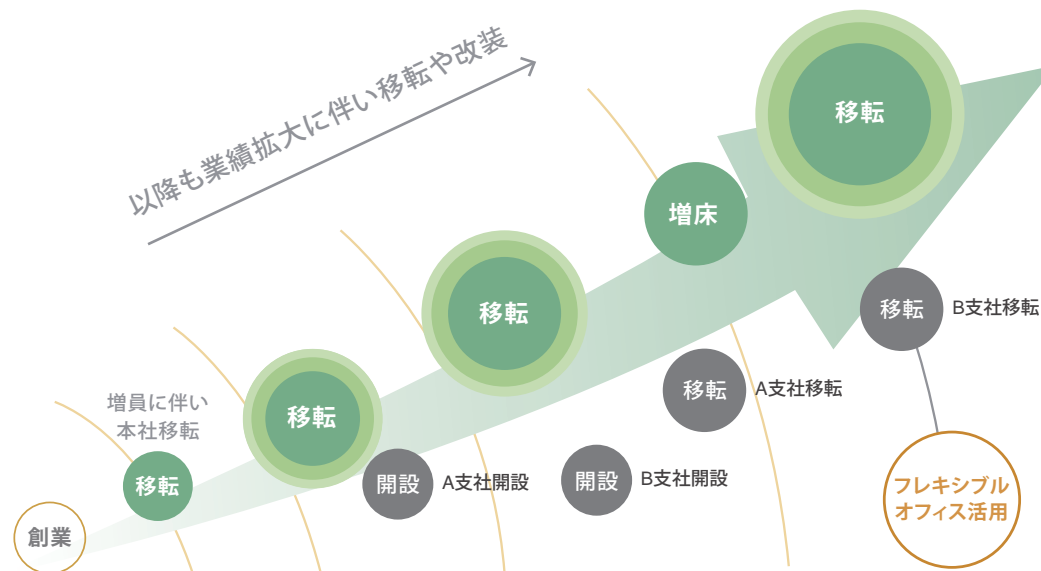 以降も業績拡大に伴い移転や改装
創業
増員に伴い
本社移転
移転
移転
開設
A支社開設
移転
開設
B支社開設
増床
移転
A支社移転
移転
移転
B支社移転
フレキシブル
オフィス活用